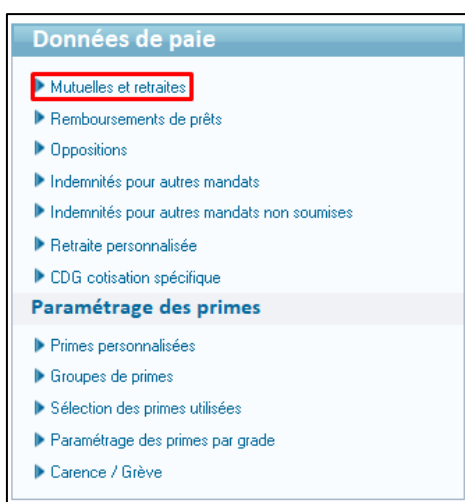 Données de paie
Mutuelles et retraites
Remboursements de prêts
Oppositions
Indemnités pour autres mandats
Indemnités pour autres mandats non soumises
Retraite personnalisée
CDG cotisation spécifique
Paramétrage des primes
Primes personnalisées
Groupes de primes
Sélection des primes utilisées
Paramétrage des primes par grade
Carence / Grève